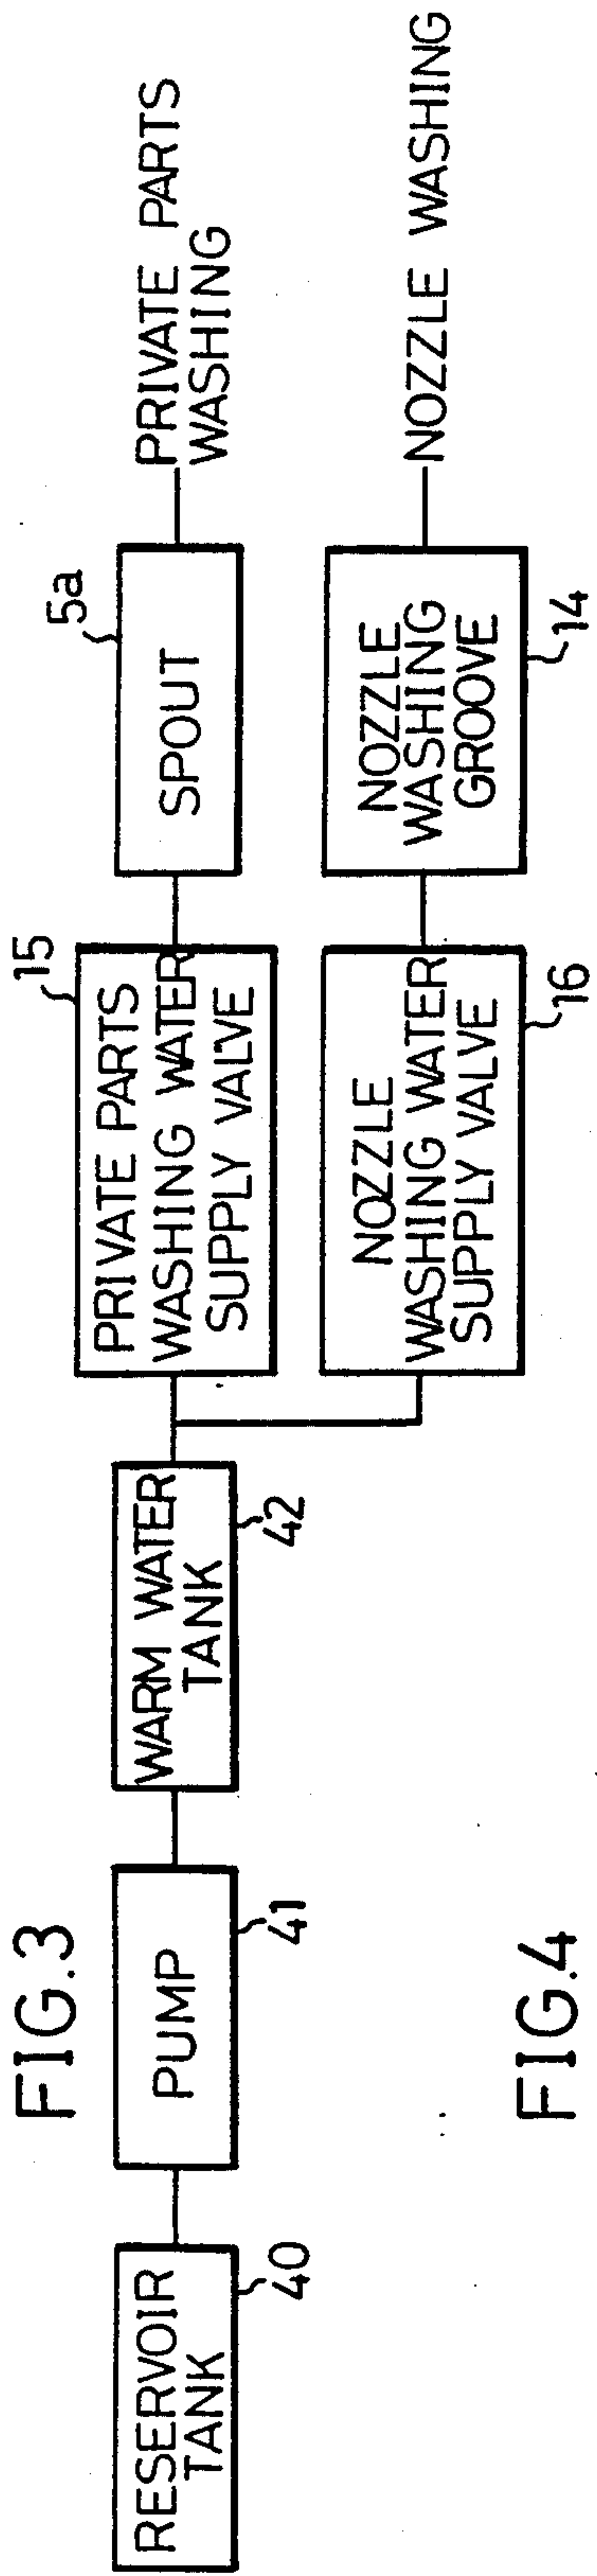 FIG.3
RESERVOIR
TANK
40
PUMP
41
WARM WATER
TANK
42
15
PRIVATE PARTS
WASHING WATER
SUPPLY VALVE
5a
SPOUT
PRIVATE PARTS
WASHING
NOZZLE
WASHING WATER
SUPPLY VALVE
16
NOZZLE
WASHING
GROOVE
14
NOZZLE WASHING
FIG.4